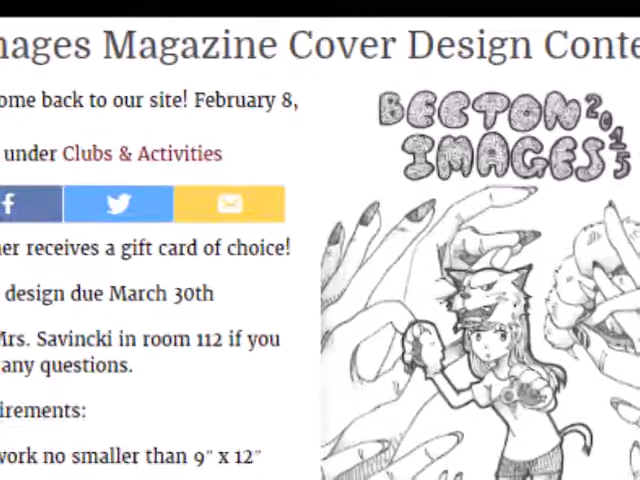 mages Magazine Cover Design Conte
ome back to our site! February 8,
under Clubs & Activities
er receives a gift card of choice!
design due March 30th
Mrs. Savincki in room 112 if you
any questions.
irements:
work no smaller than 9" x 12"
BEETON 2015
IMAGES